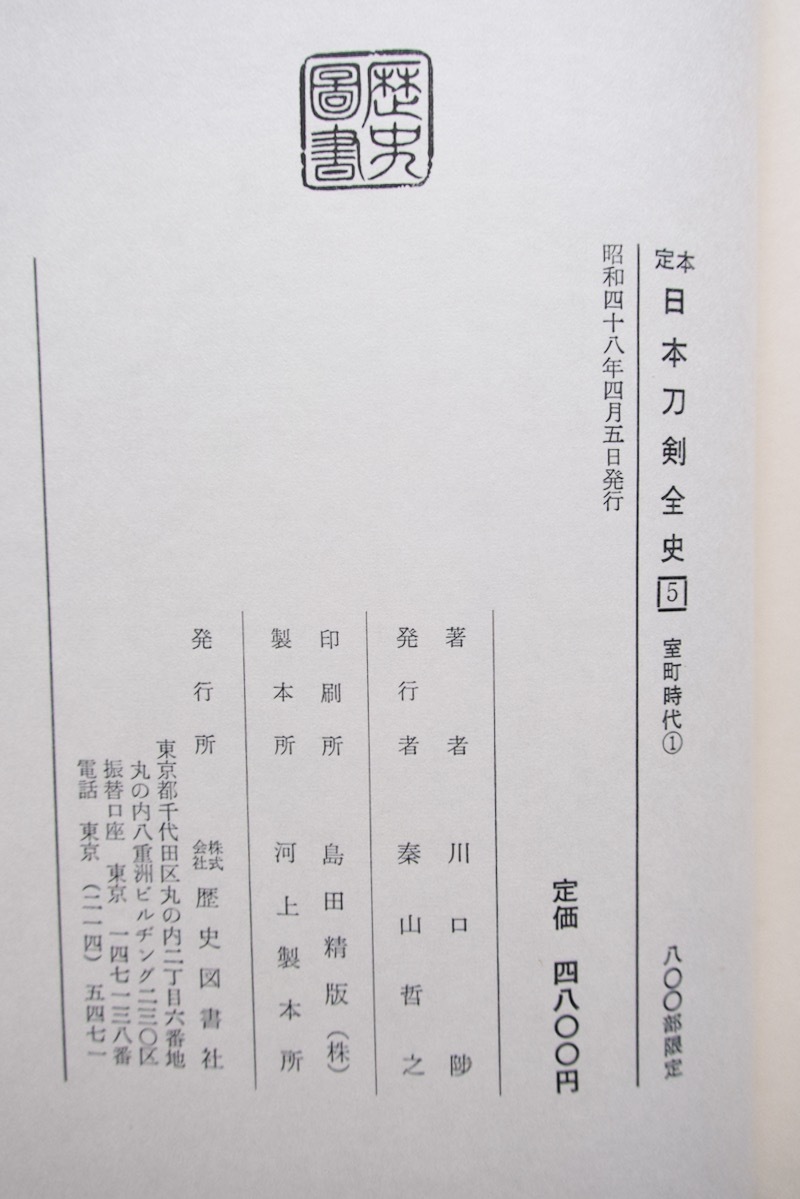 歴史
圖書
定本 日本刀剣全史 5 室町時代① 八〇〇部限定
昭和四十八年四月五日発行
定価 四八〇〇円
著者 川口陟
発行者 秦山哲之
印刷所 島田精版(株)
製本所 河上製本所
発行所 株式会社 歴史図書社
東京都千代田区丸の内二丁目六番地
丸の内八重洲ビルヂング二三〇区
振替口座 東京 一四七一三八番
電話 東京 (二一四) 五四七一